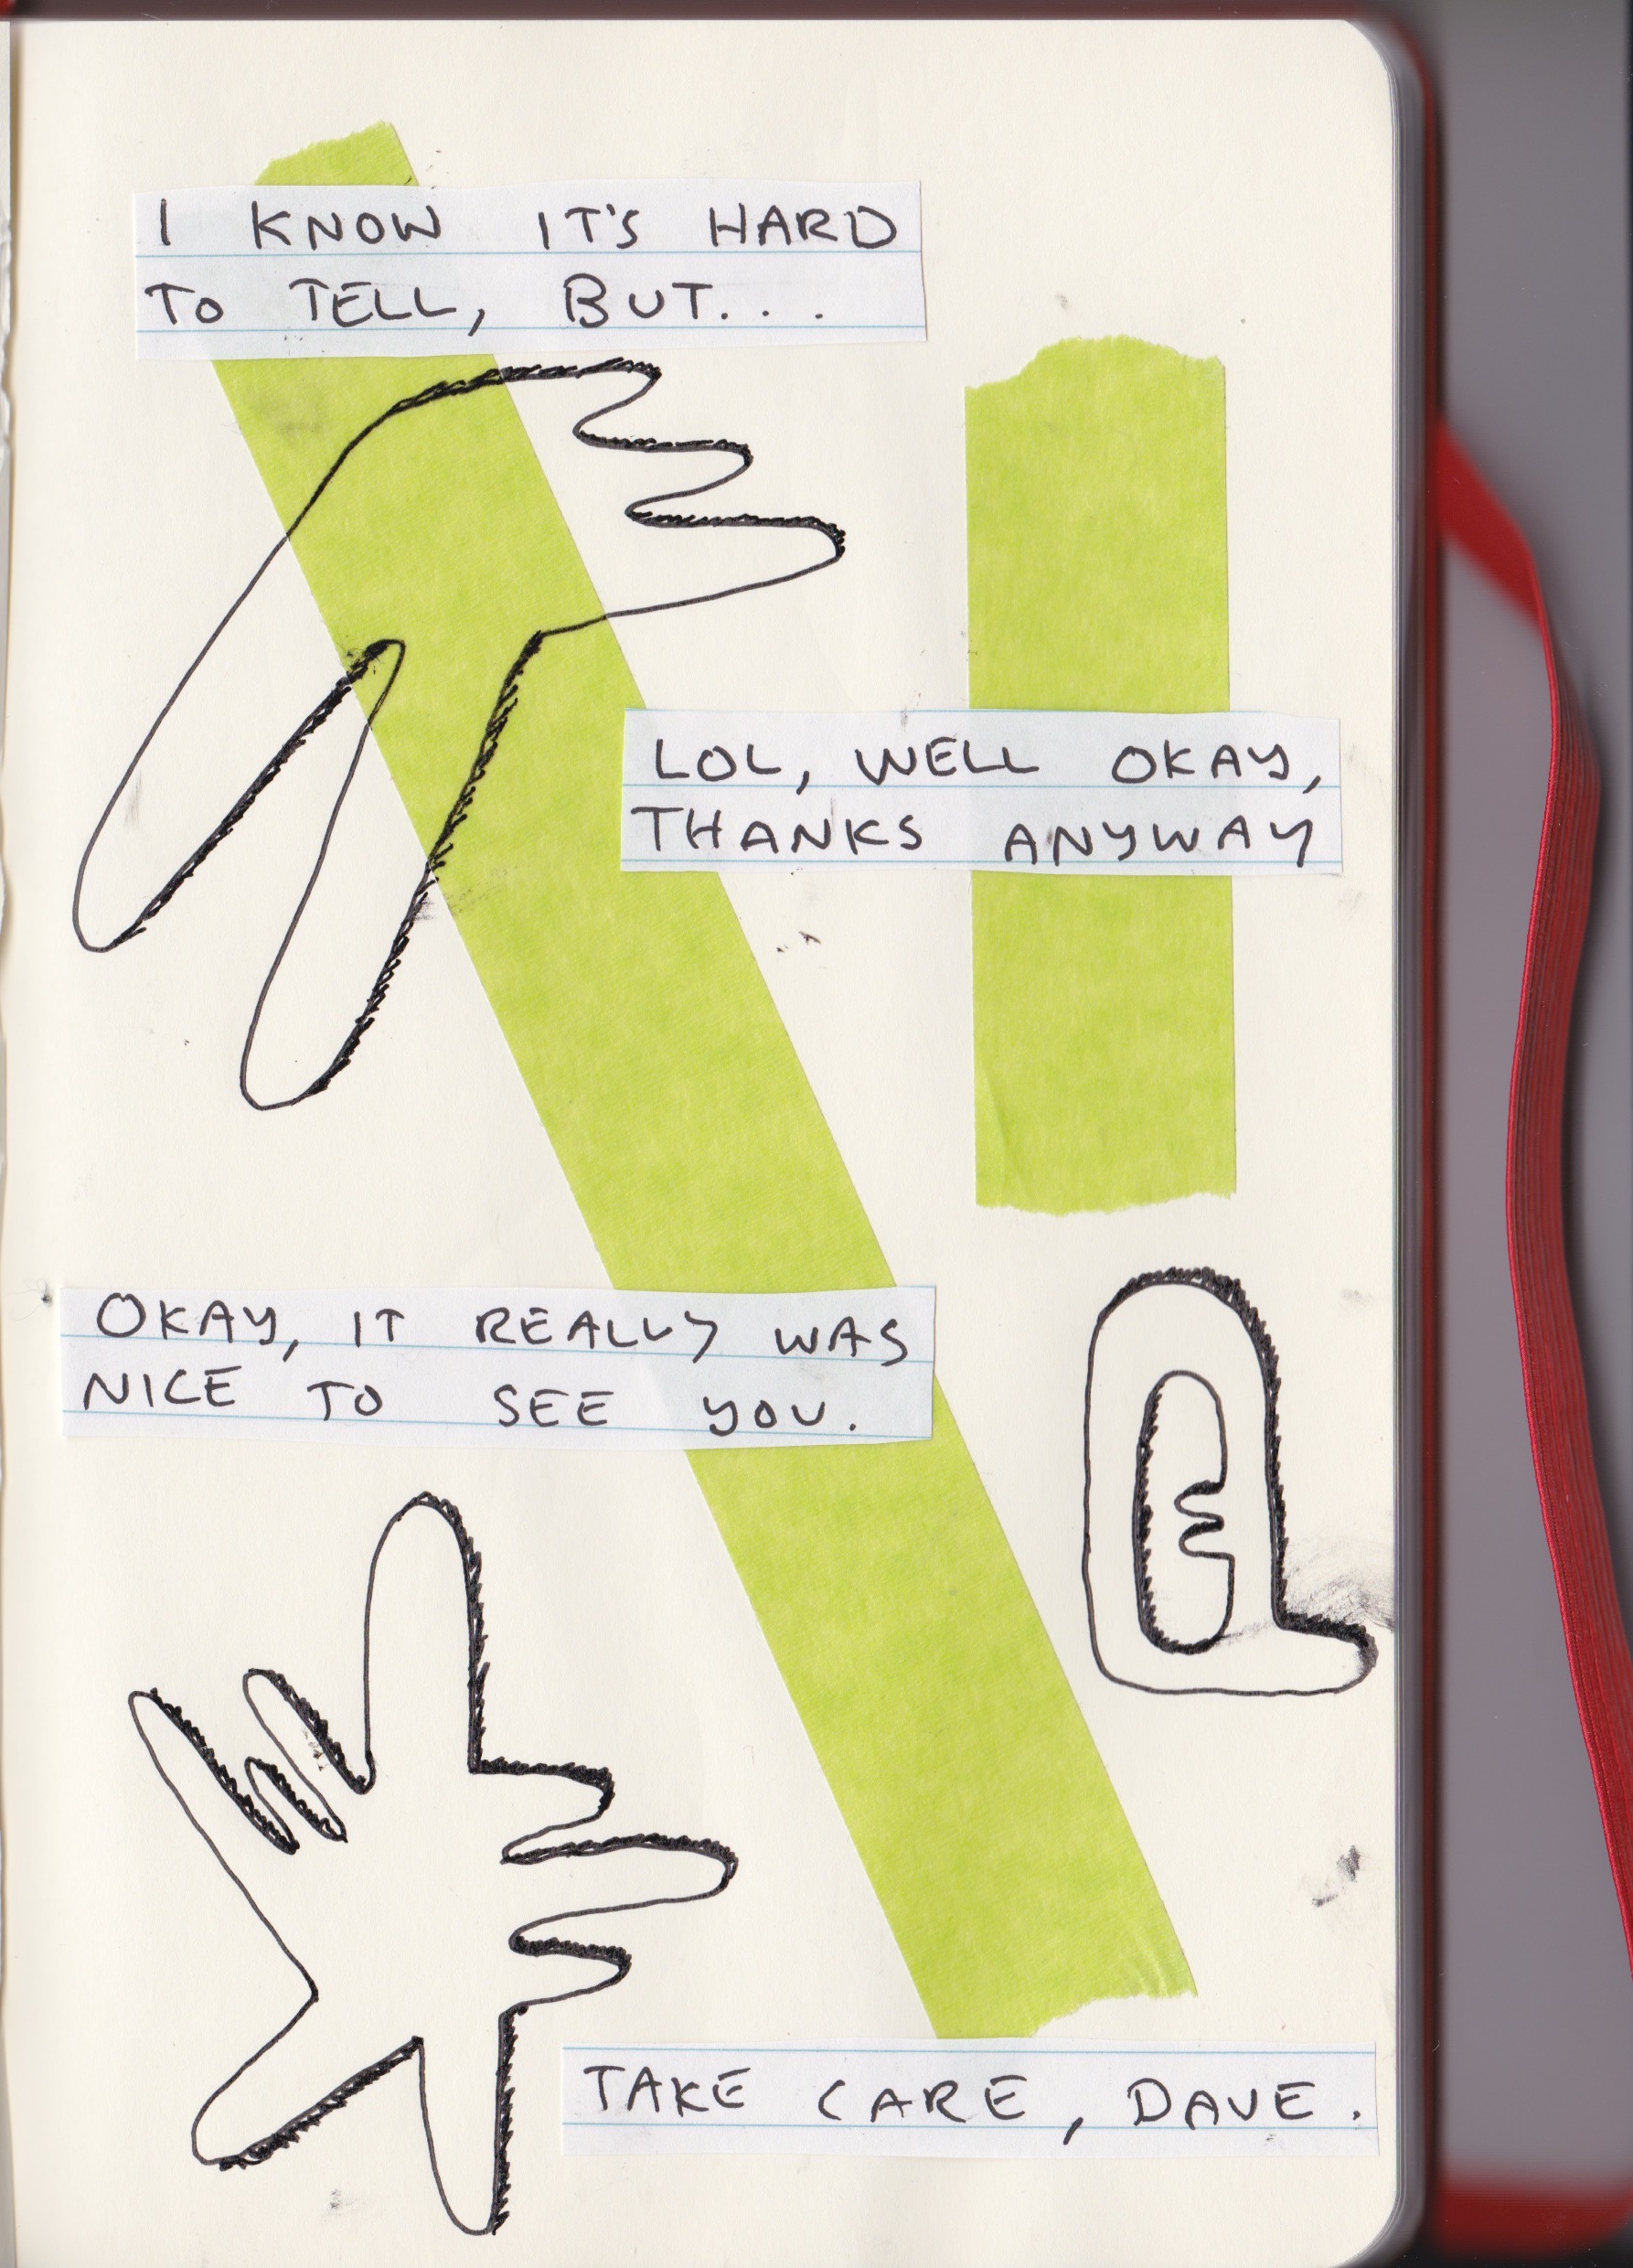 I KNOW IT'S HARD
TO TELL, BUT...
LOL, WELL OKAY,
THANKS ANYWAY
OKAY, IT REALLY WAS
NICE TO SEE YOU.
TAKE CARE, DAVE.